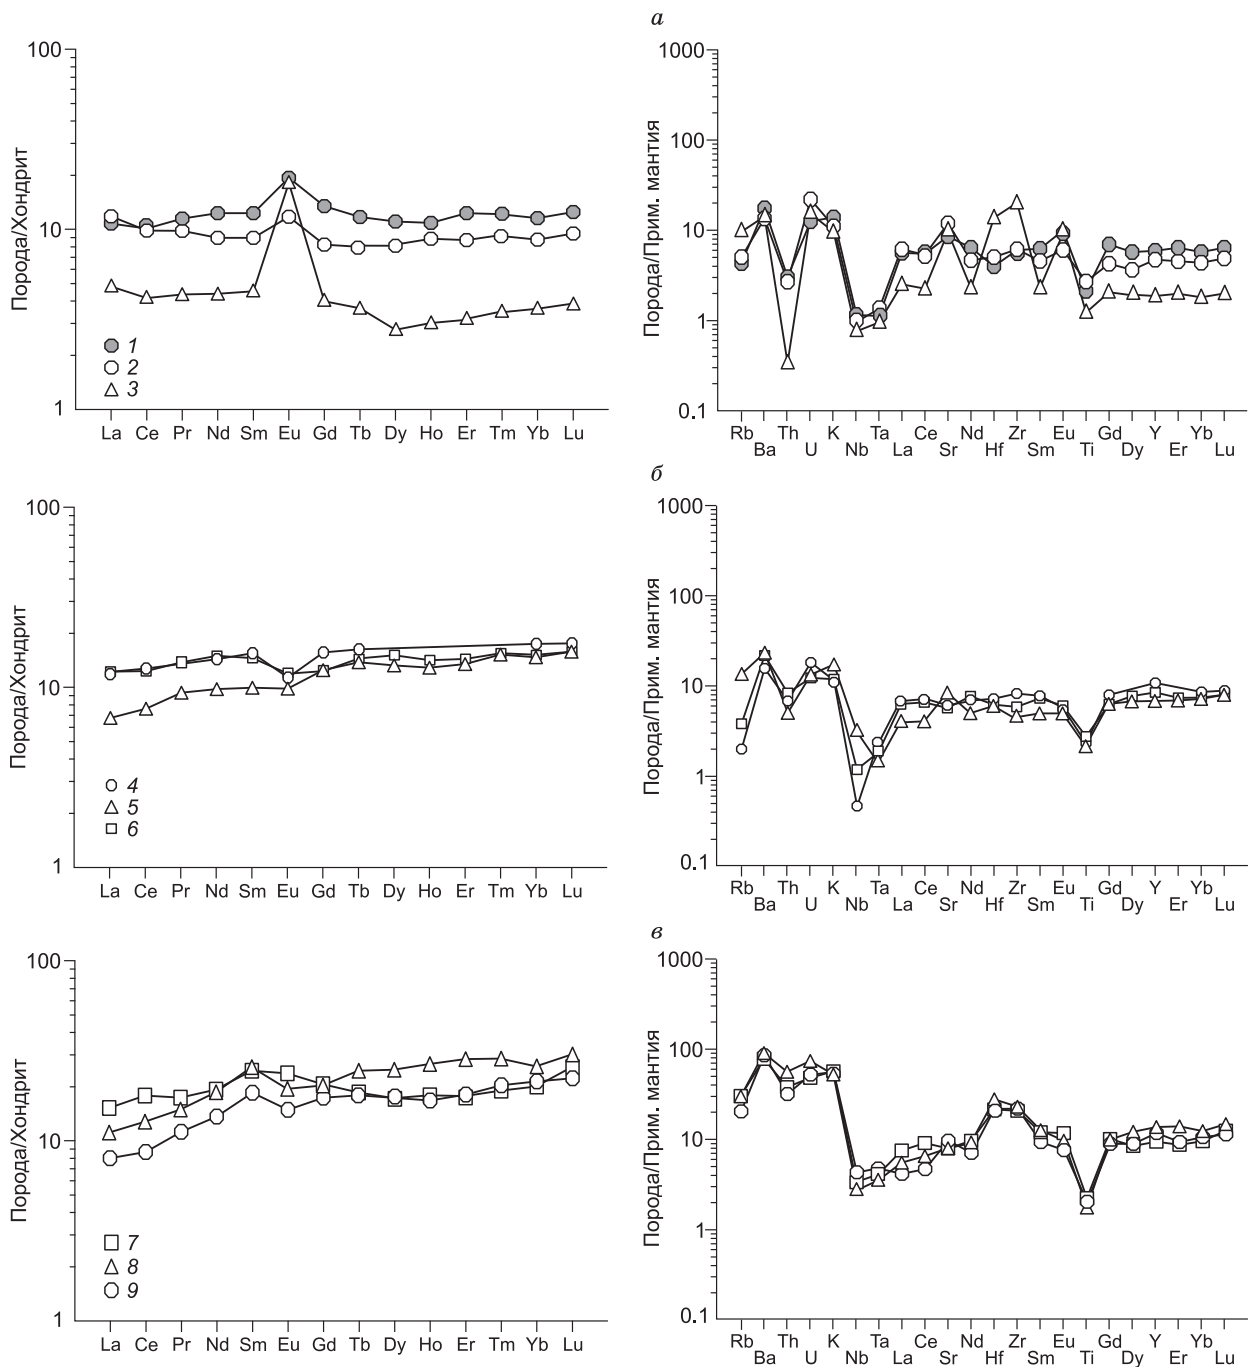 а
Порода/Хондрит
100
10
1
1
2
3
La Ce Pr Nd Sm Eu Gd Tb Dy Ho Er Tm Yb Lu
Порода/Прим. мантия
1000
100
10
1
0.1
Rb Th K Ta Ce Nd Zr Eu Gd Y Yb
Ba U Nb La Sr Hf Sm Ti Dy Er Lu
б
Порода/Хондрит
100
10
1
4
5
6
La Ce Pr Nd Sm Eu Gd Tb Dy Ho Er Tm Yb Lu
Порода/Прим. мантия
1000
100
10
1
0.1
Rb Th U K Ta Ce Nd Zr Eu Gd Y Yb
Ba Nb La Sr Hf Sm Ti Dy Er Lu
в
Порода/Хондрит
100
10
1
7
8
9
La Ce Pr Nd Sm Eu Gd Tb Dy Ho Er Tm Yb Lu
Порода/Прим. мантия
1000
100
10
1
0.1
Rb Th K Ta Ce Nd Zr Eu Gd Y Yb
Ba U Nb La Sr Hf Sm Ti Dy Er Lu